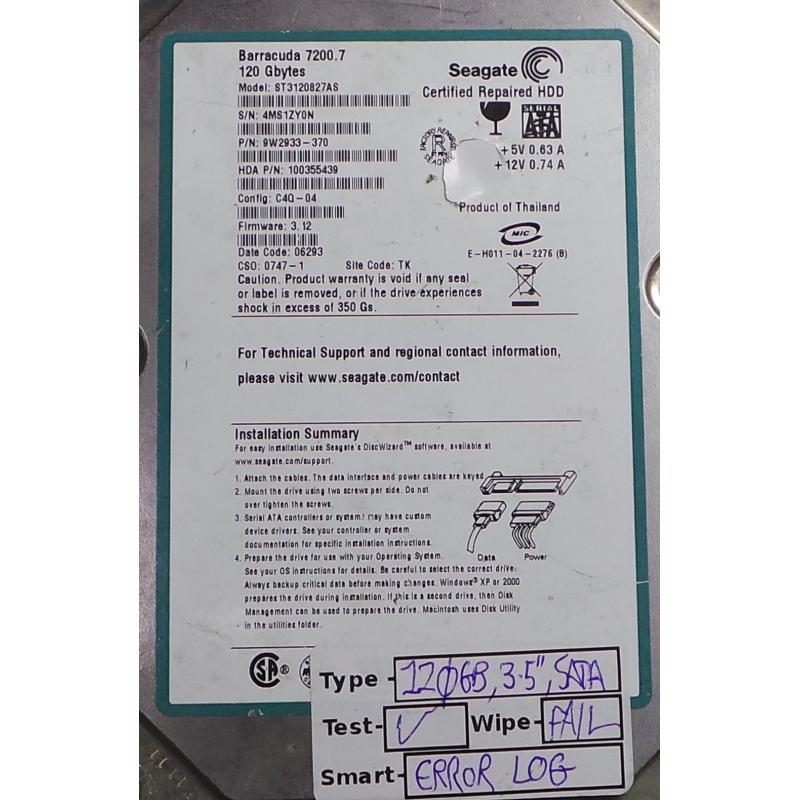 Barracuda 7200.7
120 Gbytes
Model: ST3120827AS
S/N: 4MS1ZY0N
P/N: 9W2933-370
HDA P/N: 100355439
Config: C4Q-04
Firmware: 3.12
Date Code: 06293
CSO: 0747-1 Site Code: TK
Caution. Product warranty is void if any seal
or label is removed, or if the drive experiences
shock in excess of 350 Gs.
Seagate
Certified Repaired HDD
SERIAL
ATA
FACTORY REPAIRED
R
SEAGATE
+5V 0.63 A
+12V 0.74 A
Product of Thailand
MIC
E-H011-04-2276 (B)
For Technical Support and regional contact information,
please visit www.seagate.com/contact
Installation Summary
For easy installation use Seagate's DiscWizard™ software, available at
www.seagate.com/support.
1. Attach the cables. The data interface and power cables are keyed.
2. Mount the drive using two screws per side. Do not
over tighten the screws.
3. Serial ATA controllers or system: may have custom
device drivers. See your controller or system
documentation for specific installation instructions.
4. Prepare the drive for use with your Operating System.
See your OS instructions for details. Be careful to select the correct drive.
Always backup critical data before making changes. Windows® XP or 2000
prepares the drive during installation. If this is a second drive, then Disk
Management can be used to prepare the drive. Macintosh uses Disk Utility
in the utilities folder.
Data Power
SA®
Type - 120GB, 3.5", SATA
Test- ✓ Wipe- FAIL
Smart- ERROR LOG